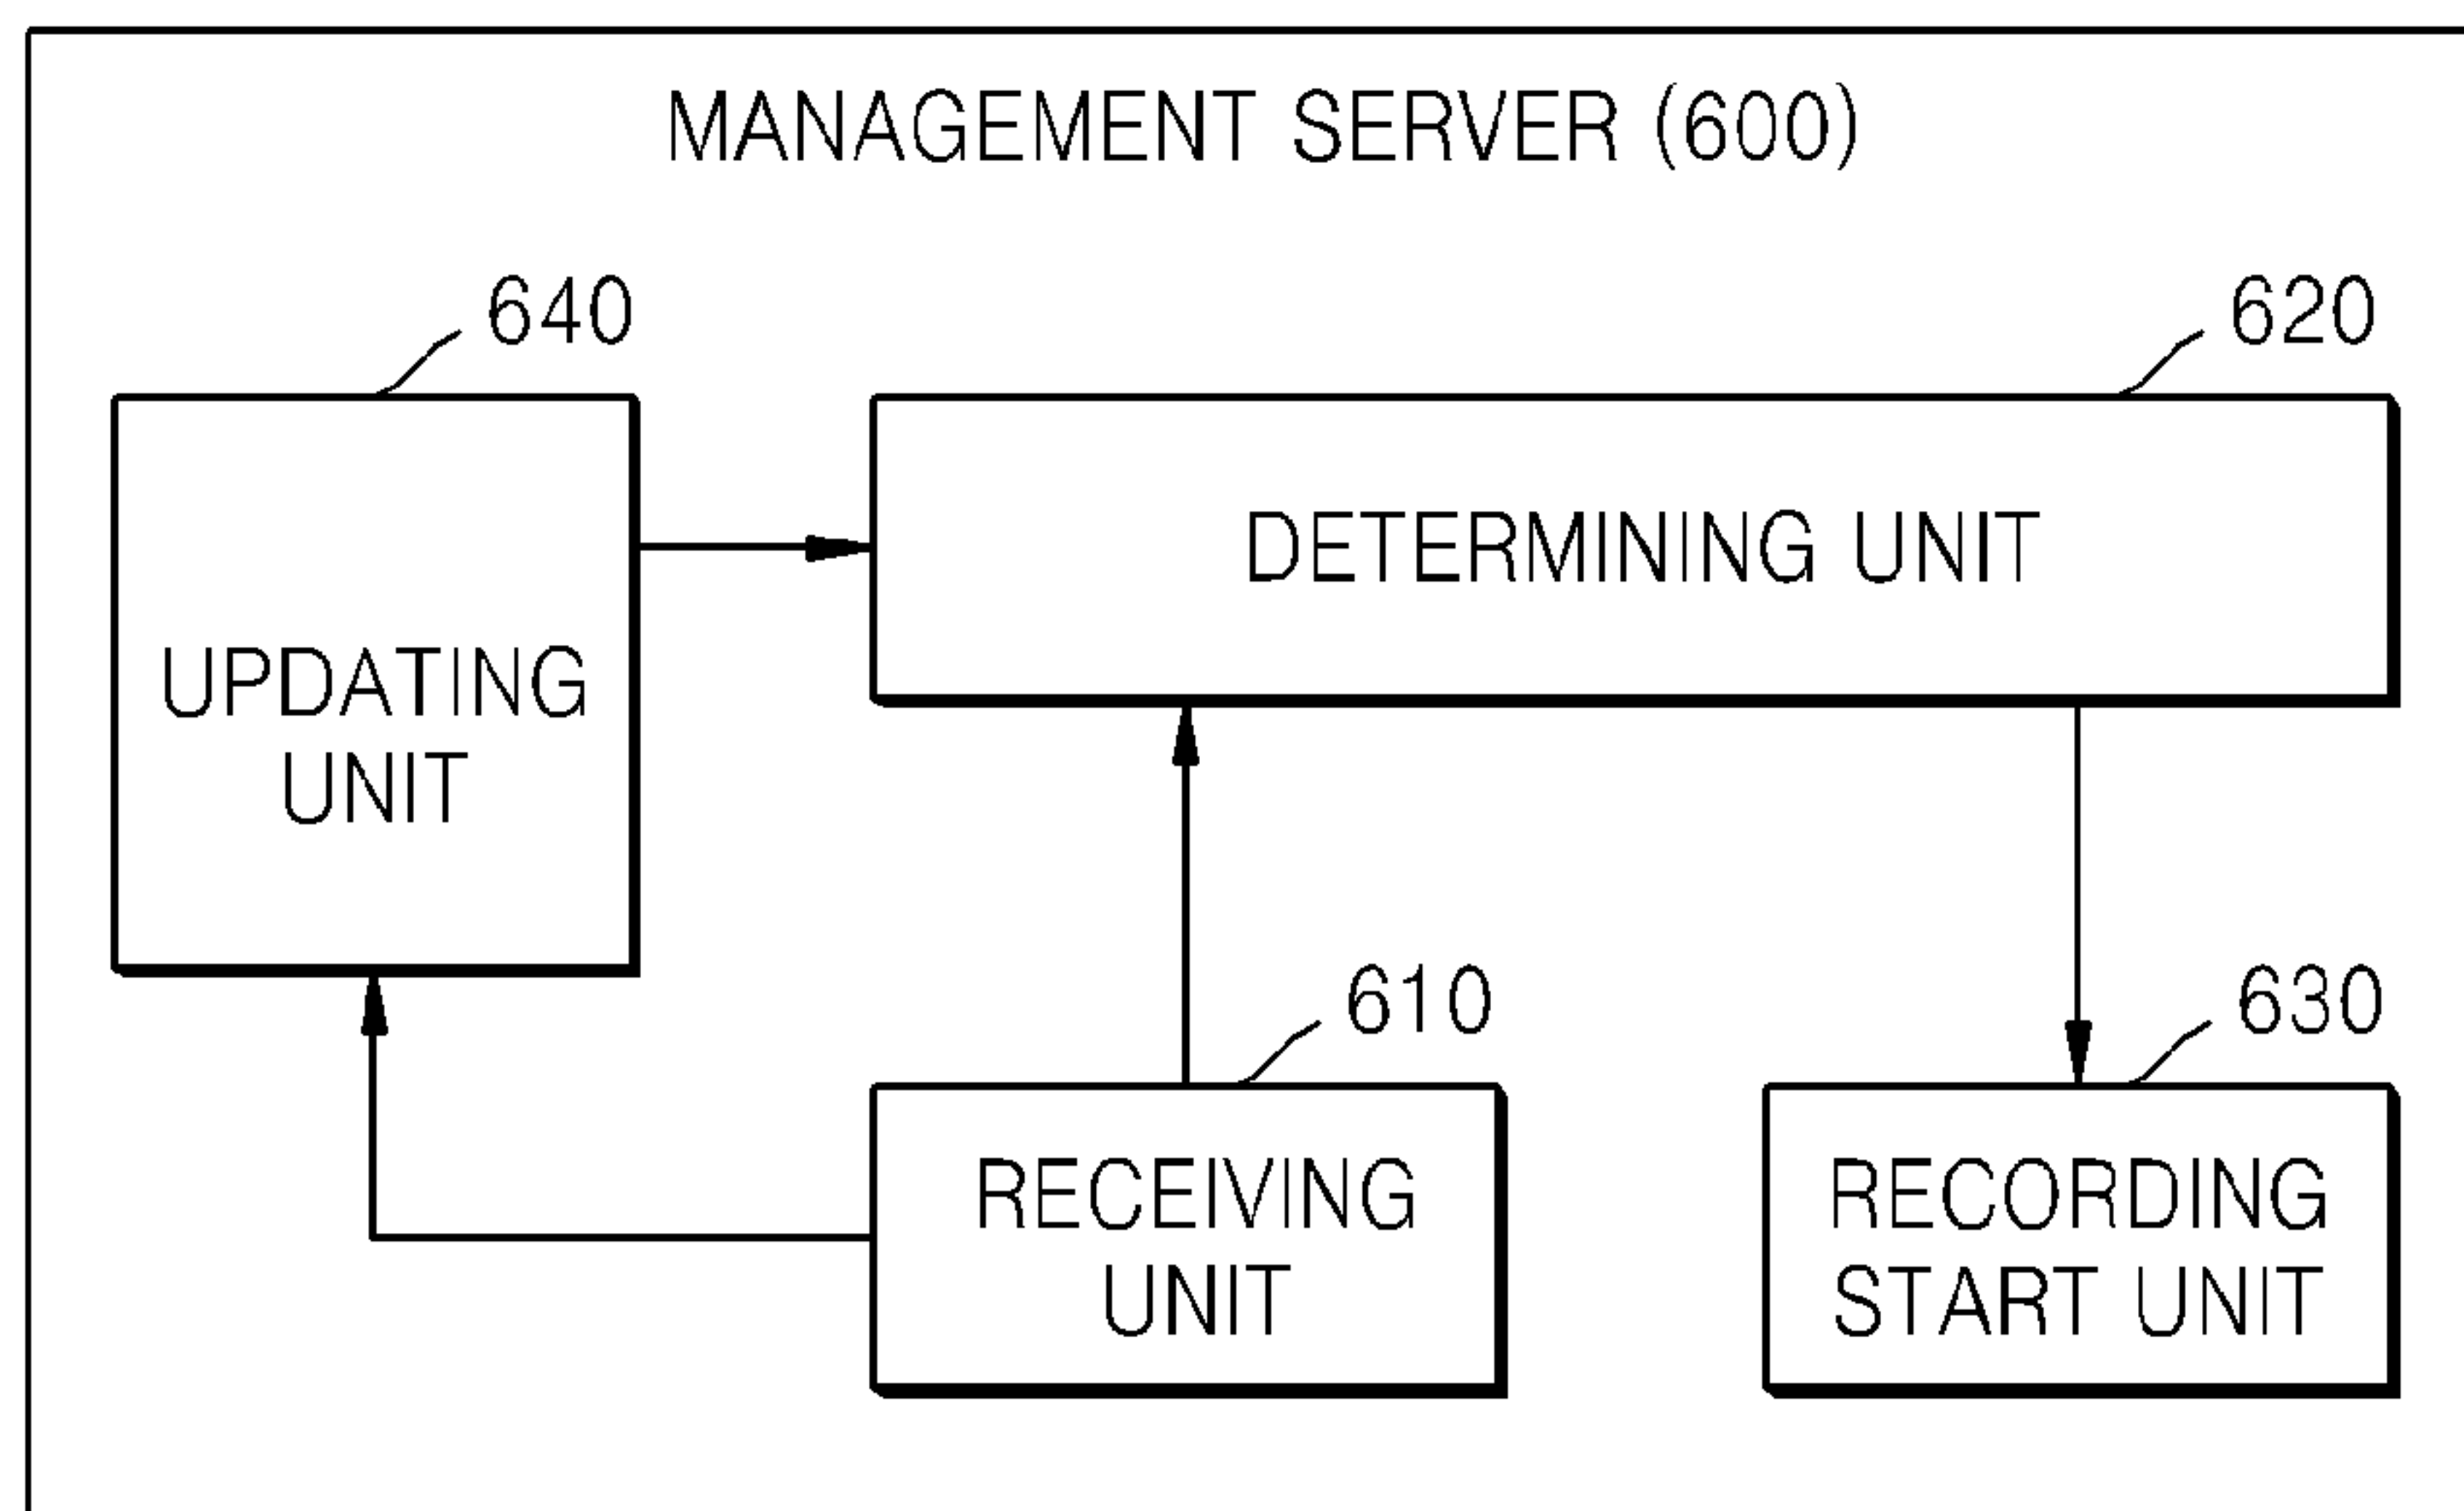 MANAGEMENT SERVER (600)
640
620
DETERMINING UNIT
UPDATING
UNIT
610
630
RECEIVING
UNIT
RECORDING
START UNIT